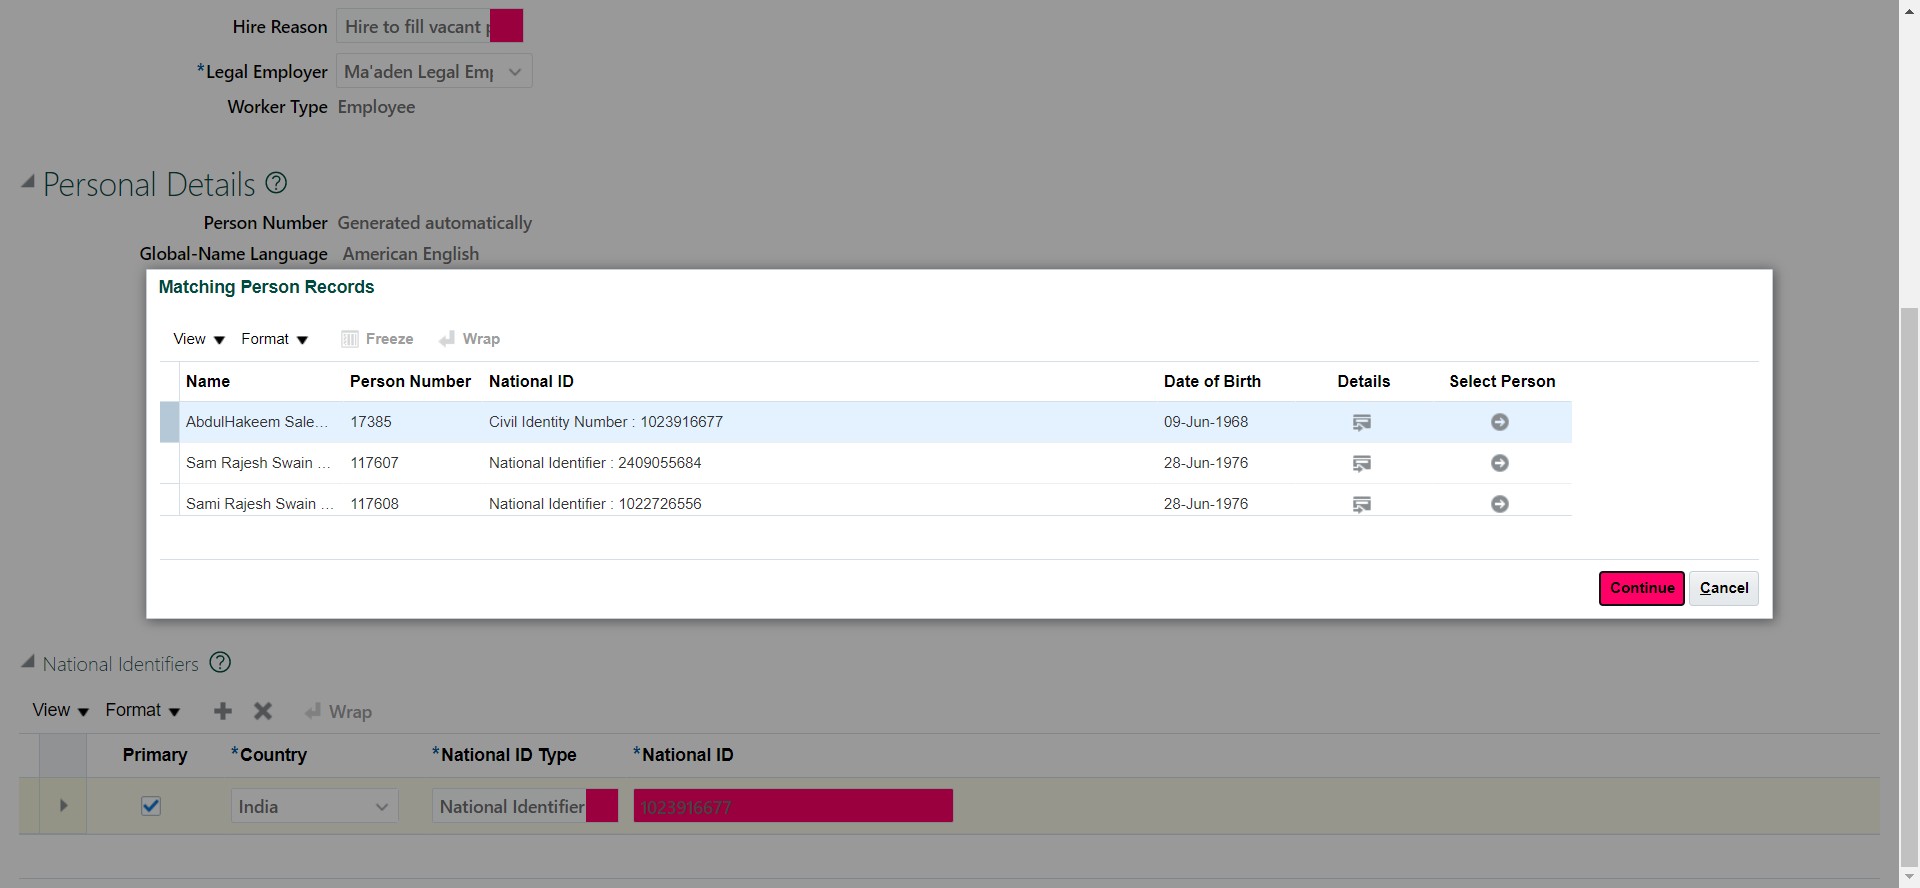 Hire Reason Hire to fill vacant
*Legal Employer Ma'aden Legal Emp
Worker Type Employee
Personal Details ?
Person Number Generated automatically
Global-Name Language American English
Matching Person Records
View Format Freeze Wrap
Name Person Number National ID Date of Birth Details Select Person
AbdulHakeem Sale... 17385 Civil Identity Number : 1023916677 09-Jun-1968
Sam Rajesh Swain ... 117607 National Identifier : 2409055684 28-Jun-1976
Sami Rajesh Swain ... 117608 National Identifier : 1022726556 28-Jun-1976
Continue Cancel
National Identifiers ?
View Format Wrap
Primary *Country *National ID Type *National ID
India National Identifier 1023916677